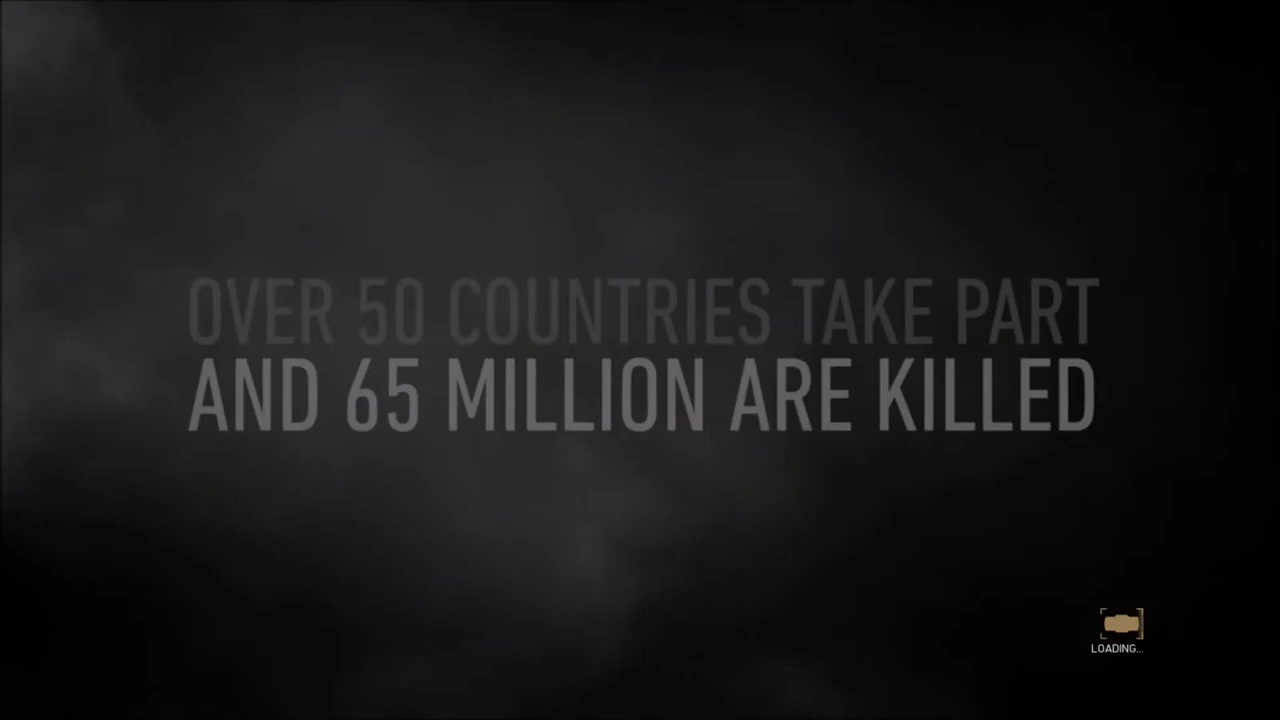 OVER 50 COUNTRIES TAKE PART
AND 65 MILLION ARE KILLED
LOADING...